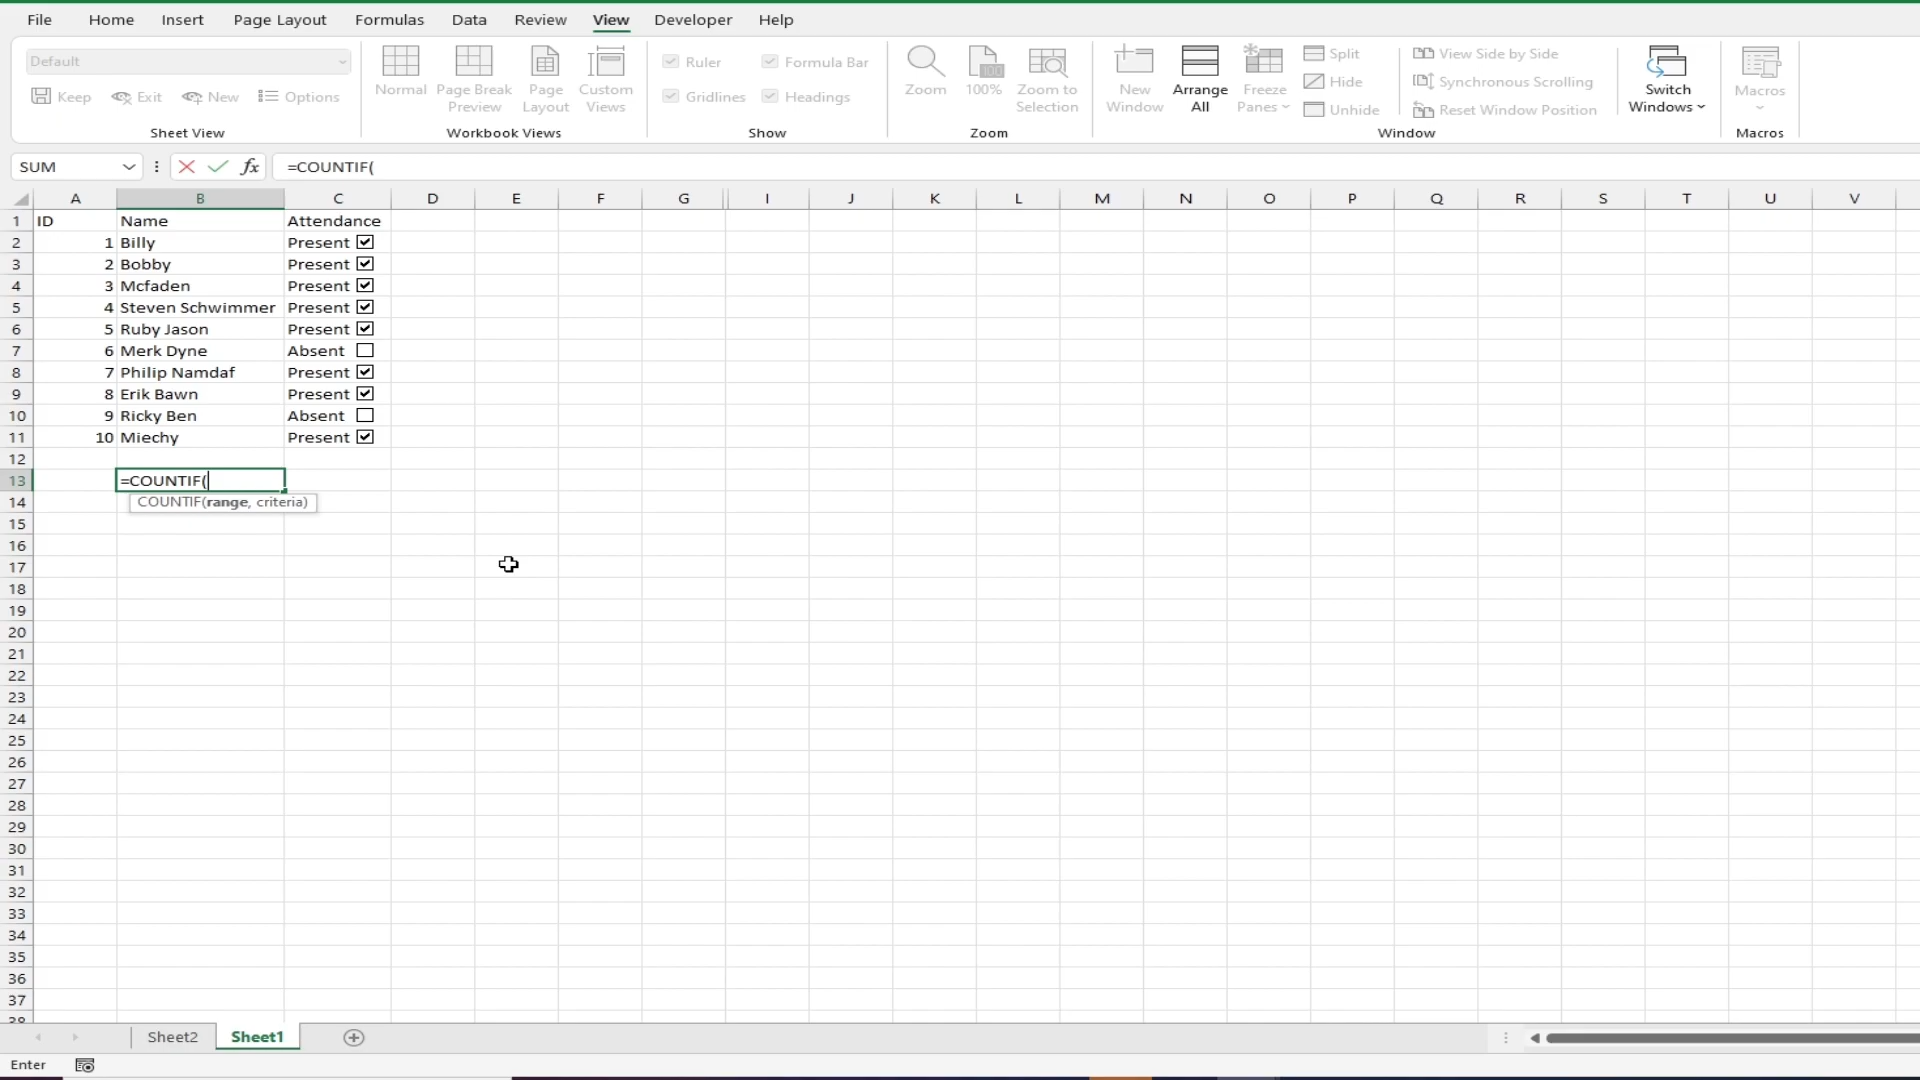 File Home Insert Page Layout Formulas Data Review View Developer Help
Default
Keep Exit New Options
Sheet View
Normal Page Break Preview Page Layout Custom Views
Workbook Views
Ruler Formula Bar
Gridlines Headings
Show
Zoom 100% Zoom to Selection
Zoom
New Window Arrange All Freeze Panes
Split
Hide
Unhide
View Side by Side
Synchronous Scrolling
Reset Window Position
Switch Windows
Window
Macros
Macros
SUM fx =COUNTIF(
A B C D E F G I J K L M N O P Q R S T U V
1 ID Name Attendance
2 1 Billy Present
3 2 Bobby Present
4 3 Mcfaden Present
5 4 Steven Schwimmer Present
6 5 Ruby Jason Present
7 6 Merk Dyne Absent
8 7 Philip Namdaf Present
9 8 Erik Bawn Present
10 9 Ricky Ben Absent
11 10 Miechy Present
12
13 =COUNTIF(
14 COUNTIF(range, criteria)
15
16
17
18
19
20
21
22
23
24
25
26
27
28
29
30
31
32
33
34
35
36
37
38
Sheet2 Sheet1
Enter